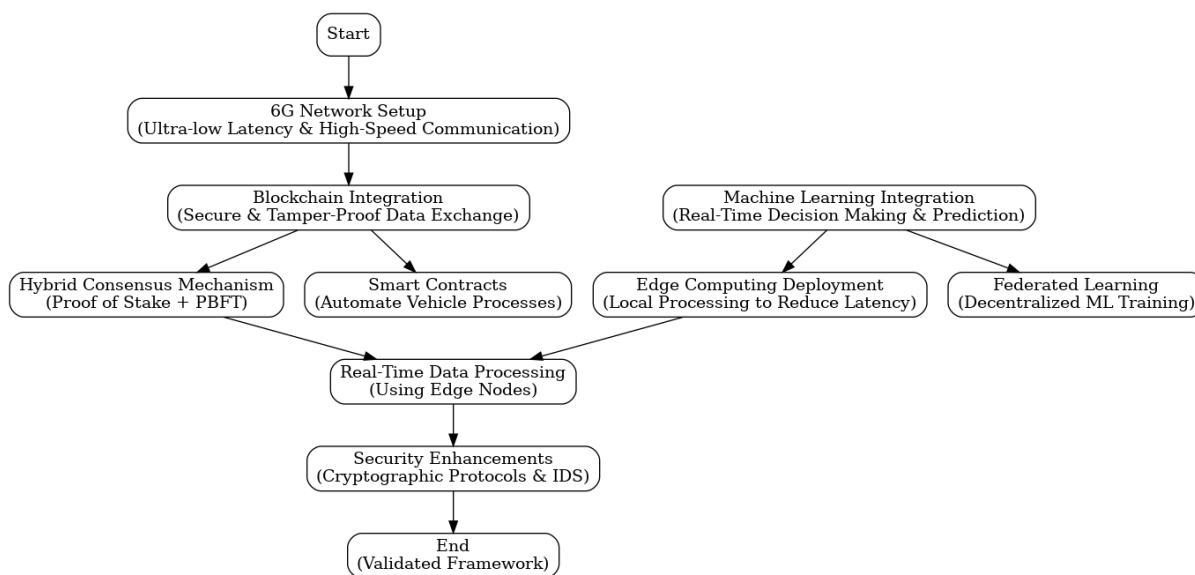 Start
6G Network Setup
(Ultra-low Latency & High-Speed Communication)
Blockchain Integration
(Secure & Tamper-Proof Data Exchange)
Machine Learning Integration
(Real-Time Decision Making & Prediction)
Hybrid Consensus Mechanism
(Proof of Stake + PBFT)
Smart Contracts
(Automate Vehicle Processes)
Edge Computing Deployment
(Local Processing to Reduce Latency)
Federated Learning
(Decentralized ML Training)
Real-Time Data Processing
(Using Edge Nodes)
Security Enhancements
(Cryptographic Protocols & IDS)
End
(Validated Framework)